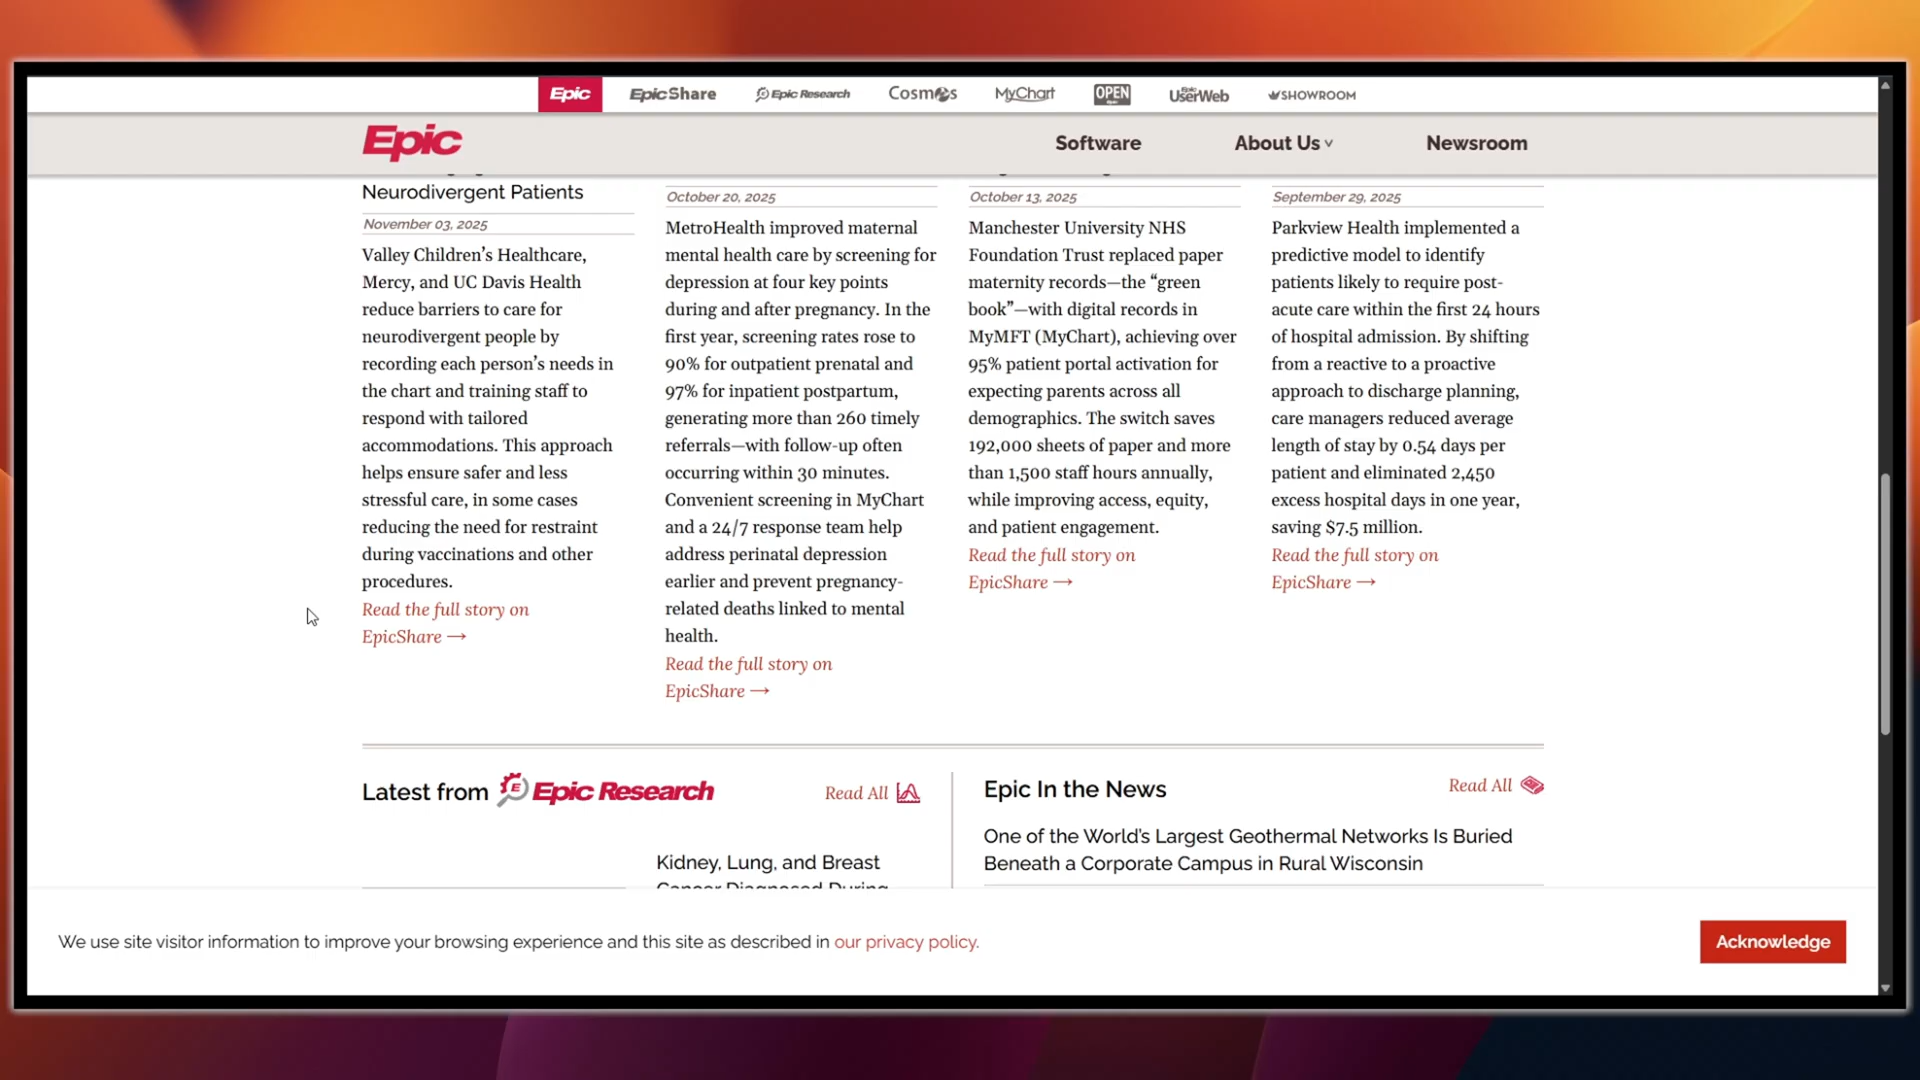 Epic
EpicShare
Epic Research
Cosmos
MyChart
OPEN
UserWeb
SHOWROOM
Epic
Software
About Us
Newsroom
Neurodivergent Patients
November 03, 2025
Valley Children’s Healthcare,
Mercy, and UC Davis Health
reduce barriers to care for
neurodivergent people by
recording each person’s needs in
the chart and training staff to
respond with tailored
accommodations. This approach
helps ensure safer and less
stressful care, in some cases
reducing the need for restraint
during vaccinations and other
procedures.
Read the full story on
EpicShare →
October 20, 2025
MetroHealth improved maternal
mental health care by screening for
depression at four key points
during and after pregnancy. In the
first year, screening rates rose to
90% for outpatient prenatal and
97% for inpatient postpartum,
generating more than 260 timely
referrals—with follow-up often
occurring within 30 minutes.
Convenient screening in MyChart
and a 24/7 response team help
address perinatal depression
earlier and prevent pregnancy-
related deaths linked to mental
health.
Read the full story on
EpicShare →
October 13, 2025
Manchester University NHS
Foundation Trust replaced paper
maternity records—the “green
book”—with digital records in
MyMFT (MyChart), achieving over
95% patient portal activation for
expecting parents across all
demographics. The switch saves
192,000 sheets of paper and more
than 1,500 staff hours annually,
while improving access, equity,
and patient engagement.
Read the full story on
EpicShare →
September 29, 2025
Parkview Health implemented a
predictive model to identify
patients likely to require post-
acute care within the first 24 hours
of hospital admission. By shifting
from a reactive to a proactive
approach to discharge planning,
care managers reduced average
length of stay by 0.54 days per
patient and eliminated 2,450
excess hospital days in one year,
saving $7.5 million.
Read the full story on
EpicShare →
Latest from Epic Research
Read All
Kidney, Lung, and Breast
Cancer Diagnosed During
Epic In the News
Read All
One of the World’s Largest Geothermal Networks Is Buried
Beneath a Corporate Campus in Rural Wisconsin
We use site visitor information to improve your browsing experience and this site as described in our privacy policy.
Acknowledge